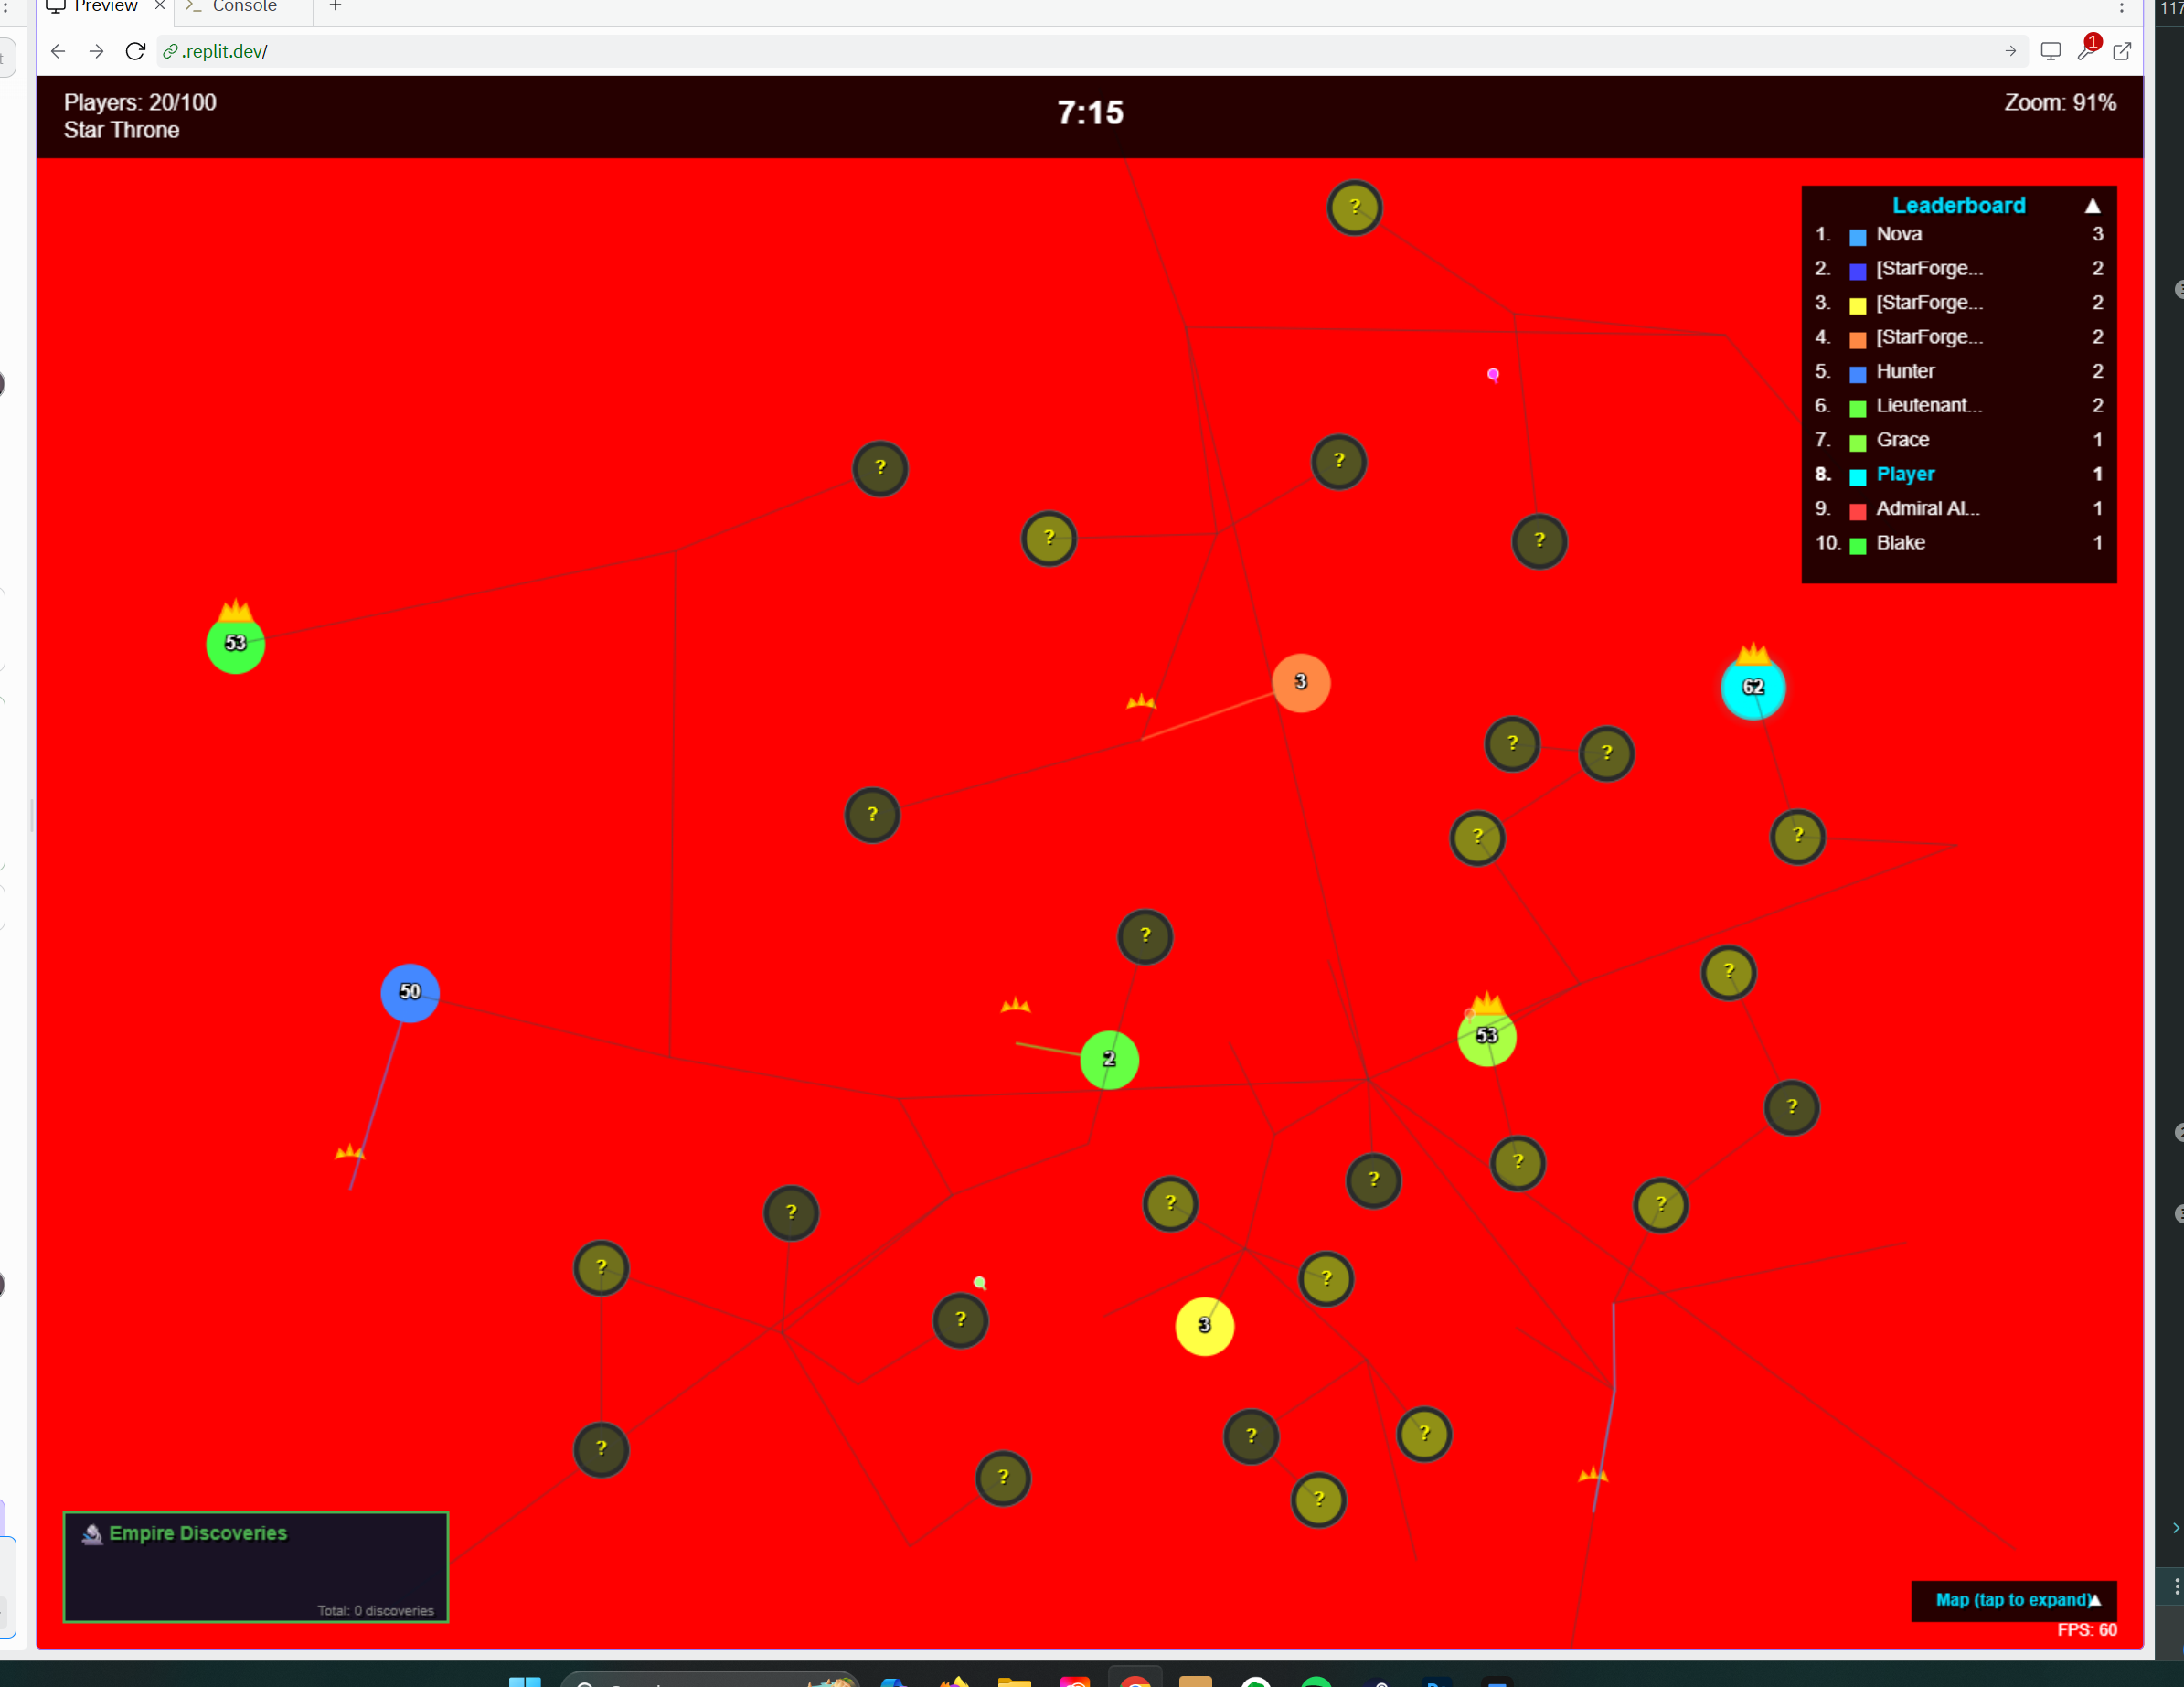 Preview
Console
117
.replit.dev/
1
Players: 20/100
Star Throne
7:15
Zoom: 91%
Leaderboard ▲
1. Nova 3
2. [StarForge... 2
3. [StarForge... 2
4. [StarForge... 2
5. Hunter 2
6. Lieutenant... 2
7. Grace 1
8. Player 1
9. Admiral Al... 1
10. Blake 1
?
?
?
?
?
53
3
62
?
?
?
?
?
?
50
?
53
2
?
?
?
?
?
?
?
?
?
3
?
?
?
?
?
Empire Discoveries
Total: 0 discoveries
Map (tap to expand)▲
FPS: 60